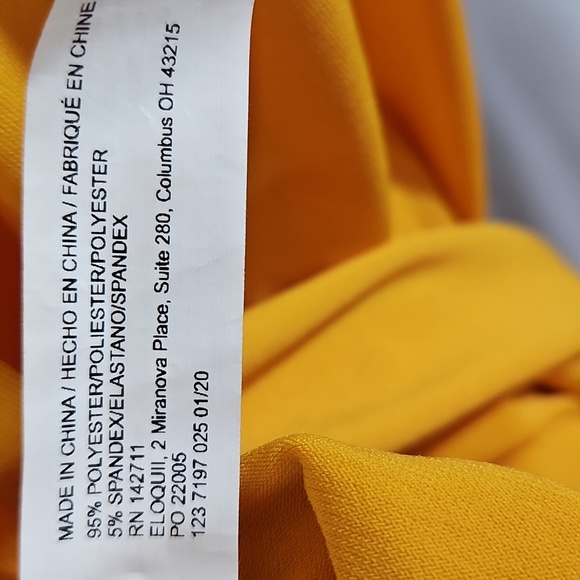 MADE IN CHINA / HECHO EN CHINA / FABRIQUÉ EN CHINE
95% POLYESTER/POLIESTER/POLYESTER
5% SPANDEX/ELASTANO/SPANDEX
RN 142711
ELOQUII, 2 Miranova Place, Suite 280, Columbus OH 43215
PO 22005
123 7197 025 01/20